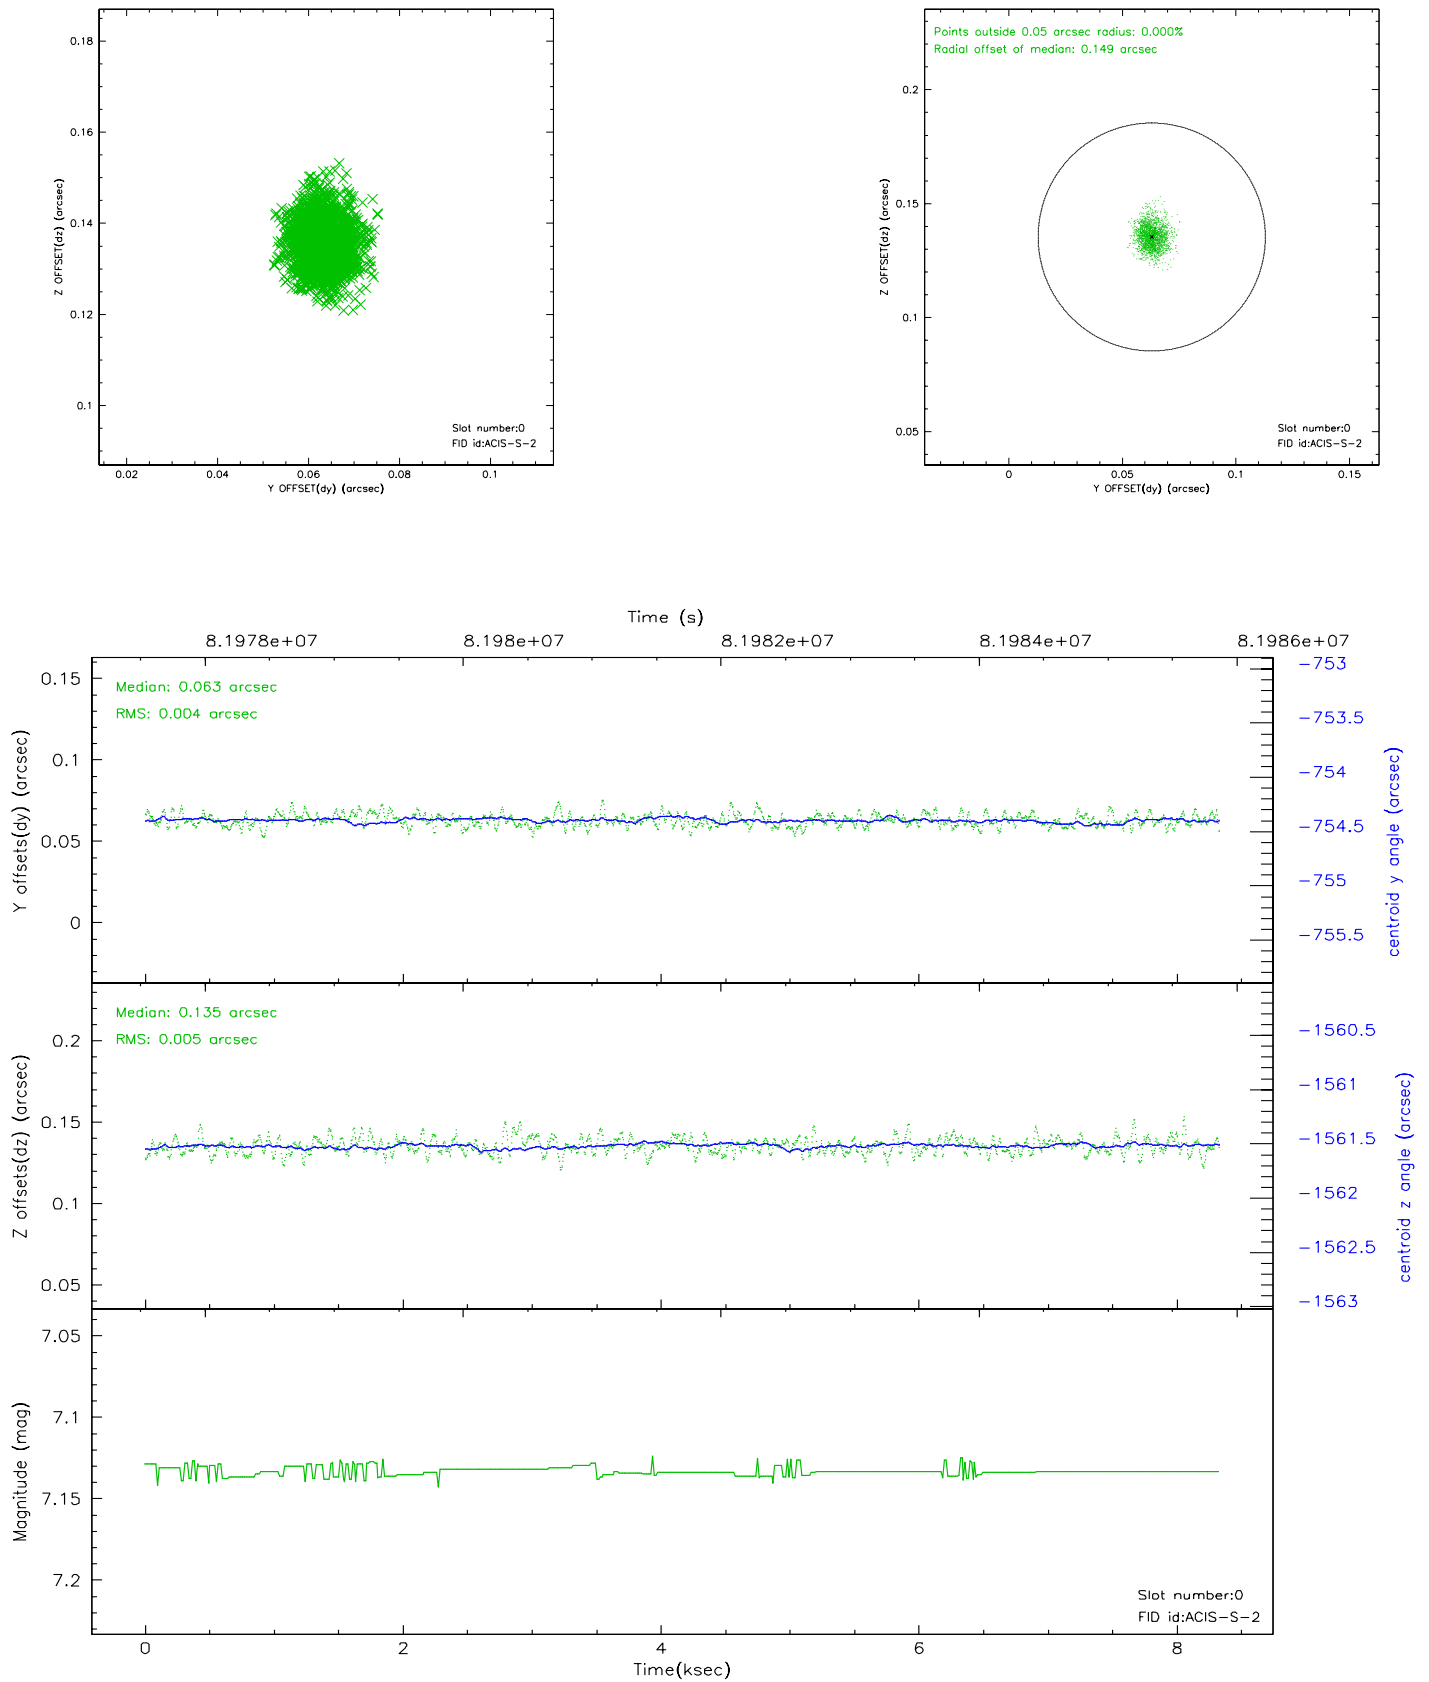 0.18
0.16
0.14
0.12
0.1
Z OFFSET(dz) (arcsec)
Slot number:0
FID id:ACIS-S-2
0.02 0.04 0.06 0.08 0.1
Y OFFSET(dy) (arcsec)
Points outside 0.05 arcsec radius: 0.000%
Radial offset of median: 0.149 arcsec
0.2
0.15
0.1
0.05
Z OFFSET(dz) (arcsec)
Slot number:0
FID id:ACIS-S-2
0 0.05 0.1 0.15
Y OFFSET(dy) (arcsec)
Time (s)
8.1978e+07 8.198e+07 8.1982e+07 8.1984e+07 8.1986e+07
Median: 0.063 arcsec
RMS: 0.004 arcsec
0.15
0.1
0.05
0
Y offsets(dy) (arcsec)
-753
-753.5
-754
-754.5
-755
-755.5
centroid y angle (arcsec)
Median: 0.135 arcsec
RMS: 0.005 arcsec
0.2
0.15
0.1
0.05
Z offsets(dz) (arcsec)
-1560.5
-1561
-1561.5
-1562
-1562.5
-1563
centroid z angle (arcsec)
7.05
7.1
7.15
7.2
Magnitude (mag)
Slot number:0
FID id:ACIS-S-2
0 2 4 6 8
Time(ksec)